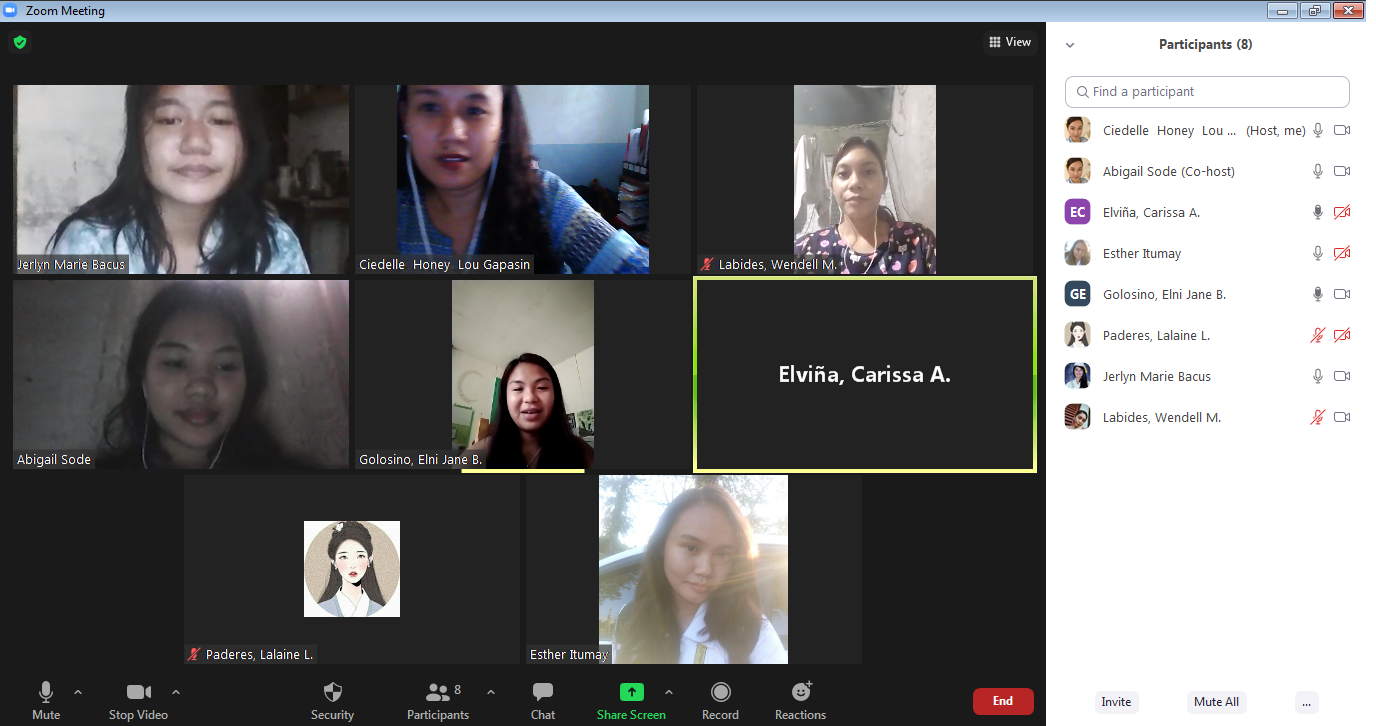 Zoom Meeting
View
Jerlyn Marie Bacus
Ciedelle Honey Lou Gapasin
Labides, Wendell M.
Abigail Sode
Golosino, Elni Jane B.
Elviña, Carissa A.
Paderes, Lalaine L.
Esther Itumay
Mute
Stop Video
Security
Participants
8
Chat
Share Screen
Record
Reactions
End
Participants (8)
Find a participant
Ciedelle Honey Lou ... (Host, me)
Abigail Sode (Co-host)
EC Elviña, Carissa A.
Esther Itumay
GE Golosino, Elni Jane B.
Paderes, Lalaine L.
Jerlyn Marie Bacus
Labides, Wendell M.
Invite
Mute All
...